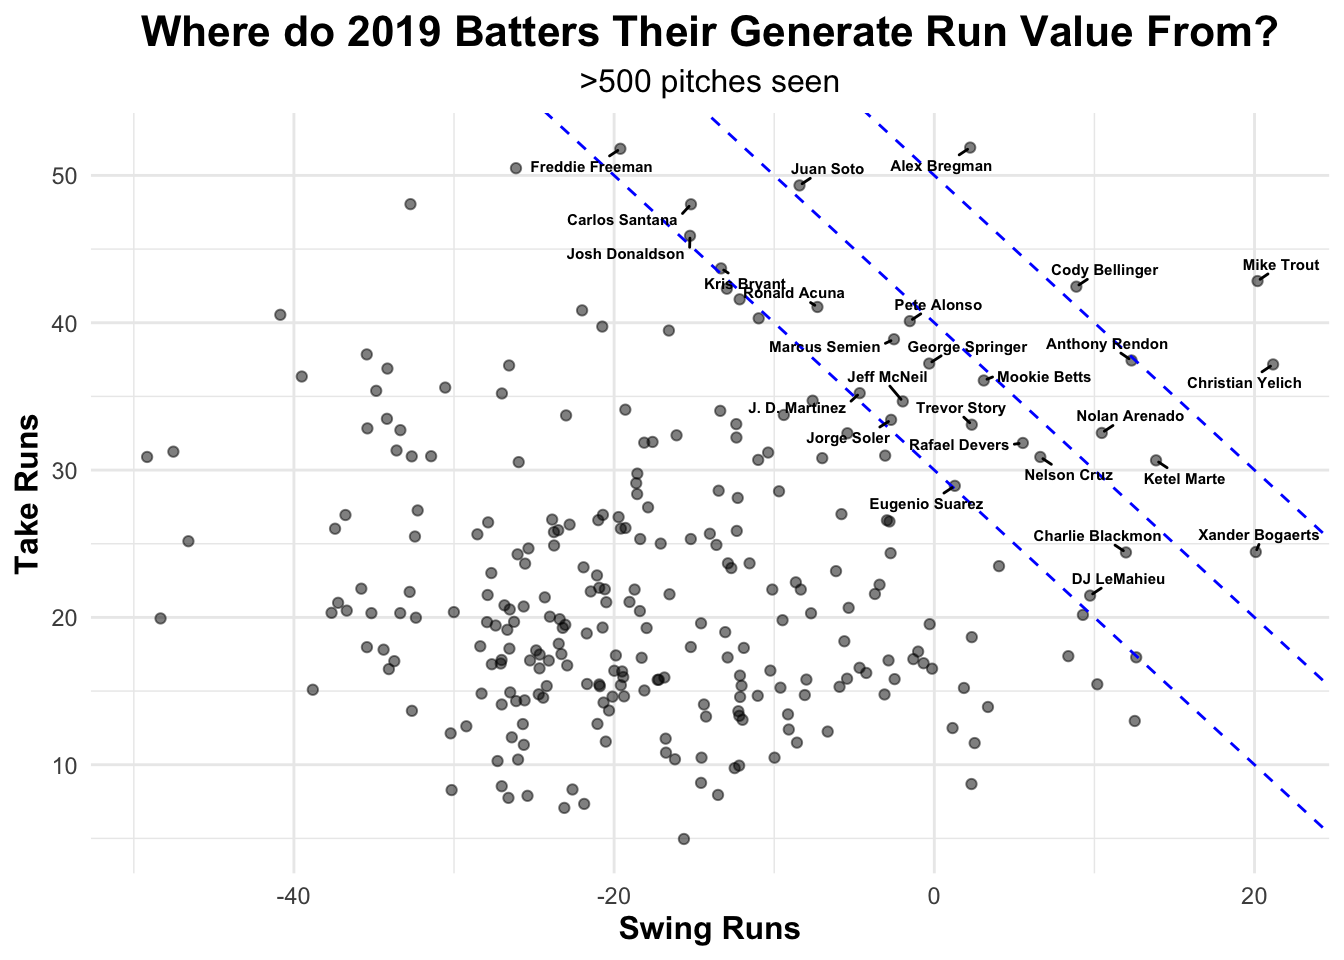 Where do 2019 Batters Their Generate Run Value From?
>500 pitches seen
Freddie Freeman
Juan Soto
Alex Bregman
Carlos Santana
Josh Donaldson
Cody Bellinger
Mike Trout
Kris Bryant
Ronald Acuna
Pete Alonso
Marcus Semien
George Springer
Anthony Rendon
Jeff McNeil
Mookie Betts
Christian Yelich
J. D. Martinez
Trevor Story
Nolan Arenado
Jorge Soler
Rafael Devers
Nelson Cruz
Ketel Marte
Eugenio Suarez
Charlie Blackmon
Xander Bogaerts
DJ LeMahieu
50
40
30
20
10
Take Runs
-40
-20
0
20
Swing Runs